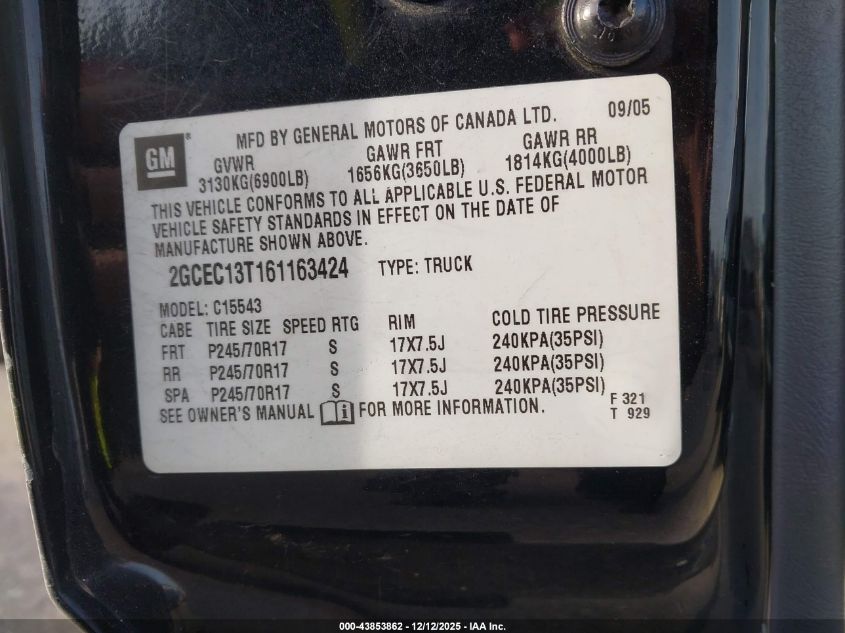 GM ®
MFD BY GENERAL MOTORS OF CANADA LTD. 09/05
GVWR GAWR FRT GAWR RR
3130KG(6900LB) 1656KG(3650LB) 1814KG(4000LB)
THIS VEHICLE CONFORMS TO ALL APPLICABLE U.S. FEDERAL MOTOR
VEHICLE SAFETY STANDARDS IN EFFECT ON THE DATE OF
MANUFACTURE SHOWN ABOVE.
2GCEC13T161163424 TYPE: TRUCK
MODEL: C15543
CABE TIRE SIZE SPEED RTG RIM COLD TIRE PRESSURE
FRT P245/70R17 S 17X7.5J 240KPA(35PSI)
RR P245/70R17 S 17X7.5J 240KPA(35PSI)
SPA P245/70R17 S 17X7.5J 240KPA(35PSI)
SEE OWNER'S MANUAL i FOR MORE INFORMATION.
F 321
T 929
000-43853862 - 12/12/2025 - IAA Inc.